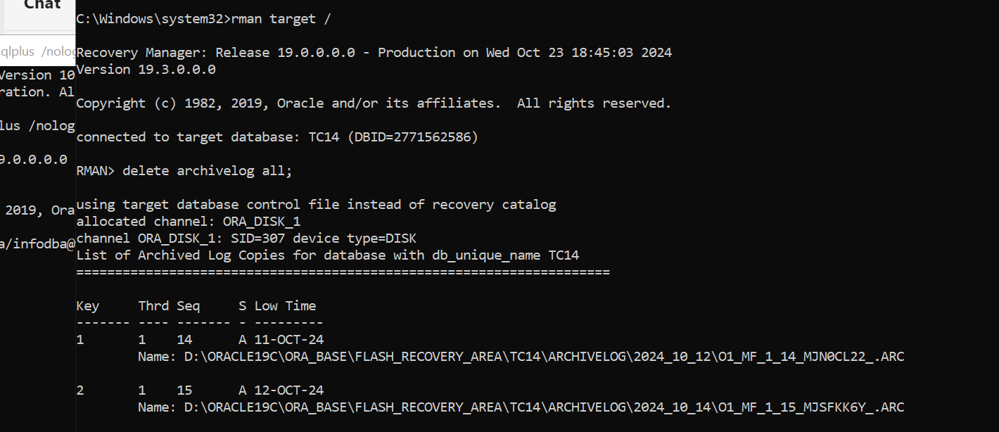 Chat
qlplus /nolog
Version 10
ration. Al
lus /nolog
9.0.0.0.0
2019, Ora
a/infodba@
C:\Windows\system32>rman target /
Recovery Manager: Release 19.0.0.0.0 - Production on Wed Oct 23 18:45:03 2024
Version 19.3.0.0.0
Copyright (c) 1982, 2019, Oracle and/or its affiliates.  All rights reserved.
connected to target database: TC14 (DBID=2771562586)
RMAN> delete archivelog all;
using target database control file instead of recovery catalog
allocated channel: ORA_DISK_1
channel ORA_DISK_1: SID=307 device type=DISK
List of Archived Log Copies for database with db_unique_name TC14
=====================================================================
Key     Thrd Seq     S Low Time
------- ---- ------- - ---------
1       1    14      A 11-OCT-24
        Name: D:\ORACLE19C\ORA_BASE\FLASH_RECOVERY_AREA\TC14\ARCHIVELOG\2024_10_12\O1_MF_1_14_MJN0CL22_.ARC
2       1    15      A 12-OCT-24
        Name: D:\ORACLE19C\ORA_BASE\FLASH_RECOVERY_AREA\TC14\ARCHIVELOG\2024_10_14\O1_MF_1_15_MJSFKK6Y_.ARC